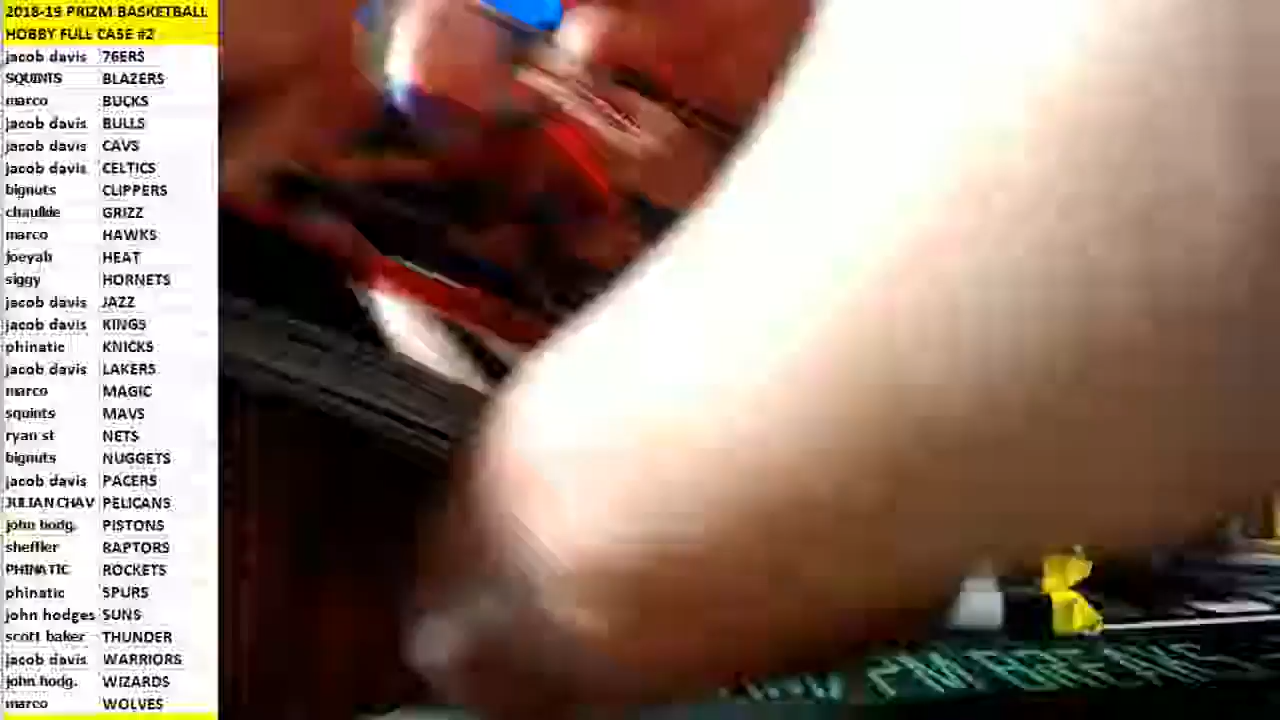 2018-19 PRIZM BASKETBALL
HOBBY FULL CASE #2
jacob davis 76ERS
SQUINTS BLAZERS
marco BUCKS
jacob davis BULLS
jacob davis CAVS
jacob davis CELTICS
bignuts CLIPPERS
chaulkie GRIZZ
marco HAWKS
joeyah HEAT
siggy HORNETS
jacob davis JAZZ
jacob davis KINGS
phinatic KNICKS
jacob davis LAKERS
marco MAGIC
squints MAVS
ryan st NETS
bignuts NUGGETS
jacob davis PACERS
JULIAN CHAV PELICANS
john hodg. PISTONS
sheffler RAPTORS
PHINATIC ROCKETS
phinatic SPURS
john hodges SUNS
scott baker THUNDER
jacob davis WARRIORS
john hodg. WIZARDS
marco WOLVES
PM BREAKS